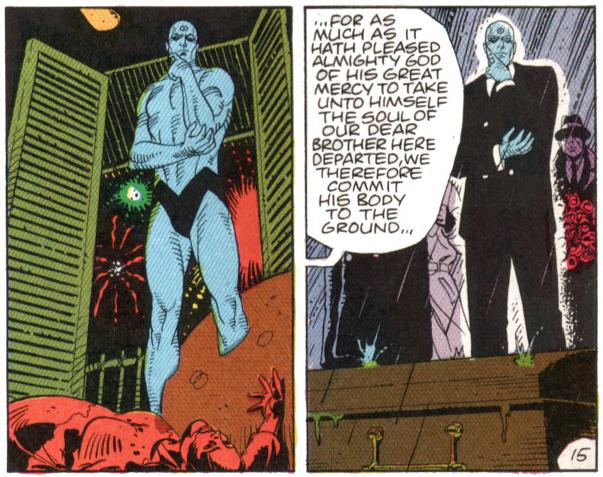 ...FOR AS
MUCH AS IT
HATH PLEASED
ALMIGHTY GOD
OF HIS GREAT
MERCY TO TAKE
UNTO HIMSELF
THE SOUL OF
OUR DEAR
BROTHER HERE
DEPARTED, WE
THEREFORE
COMMIT
HIS BODY
TO THE
GROUND...
15